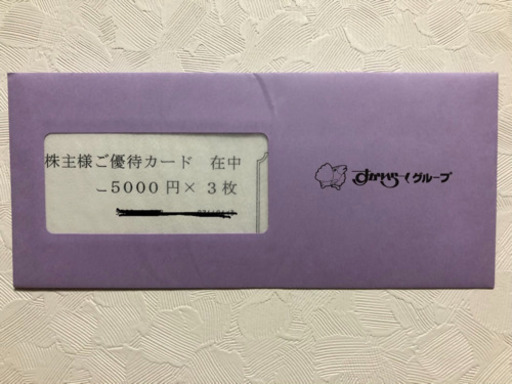 株主様ご優待カード 在中
5000円×3枚
すかいらーくグループ